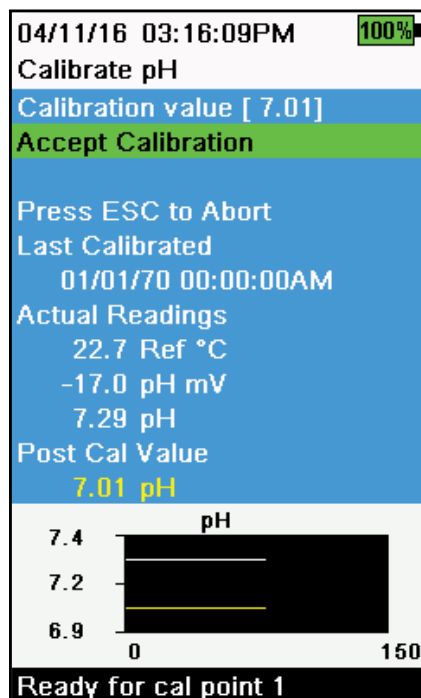 04/11/16 03:16:09PM 100%
Calibrate pH
Calibration value [ 7.01]
Accept Calibration
Press ESC to Abort
Last Calibrated
01/01/70 00:00:00AM
Actual Readings
22.7 Ref °C
-17.0 pH mV
7.29 pH
Post Cal Value
7.01 pH
pH
7.4
7.2
6.9
0 150
Ready for cal point 1